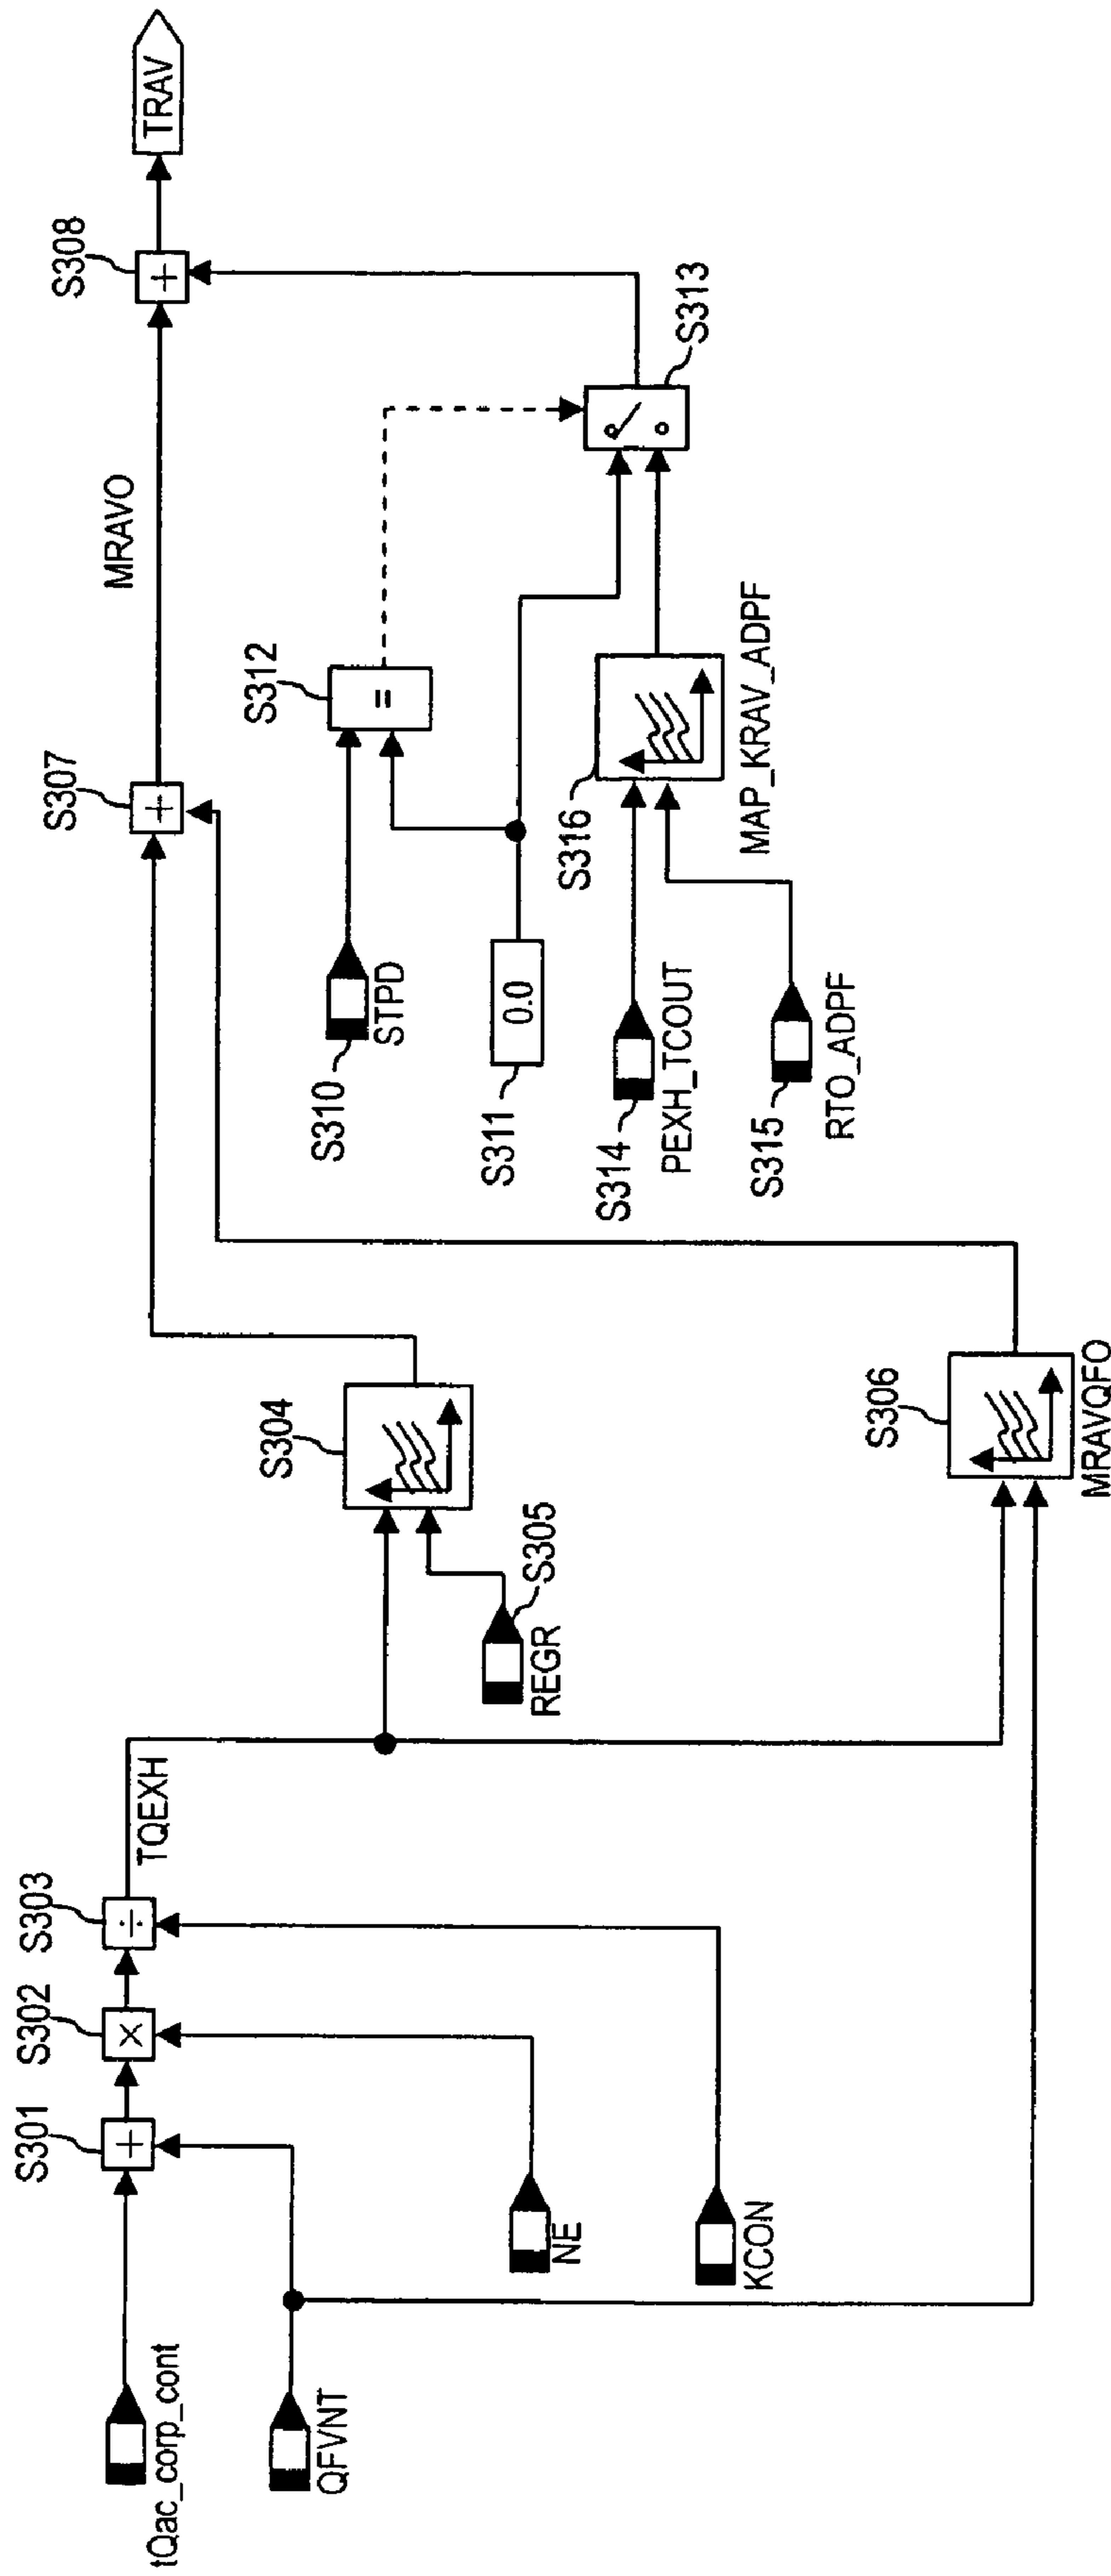 tQac_corp_cont
QFVNT
NE
KCON
S301
+
S302
×
S303
÷
TQEXH
REGR
S305
S304
S306
MRAVQFO
S307
+
MRAVO
S308
+
TRAV
S310
STPD
S311
0.0
S312
=
S313
S314
PEXH_TCOUT
S315
RTO_ADPF
S316
MAP_KRAV_ADPF